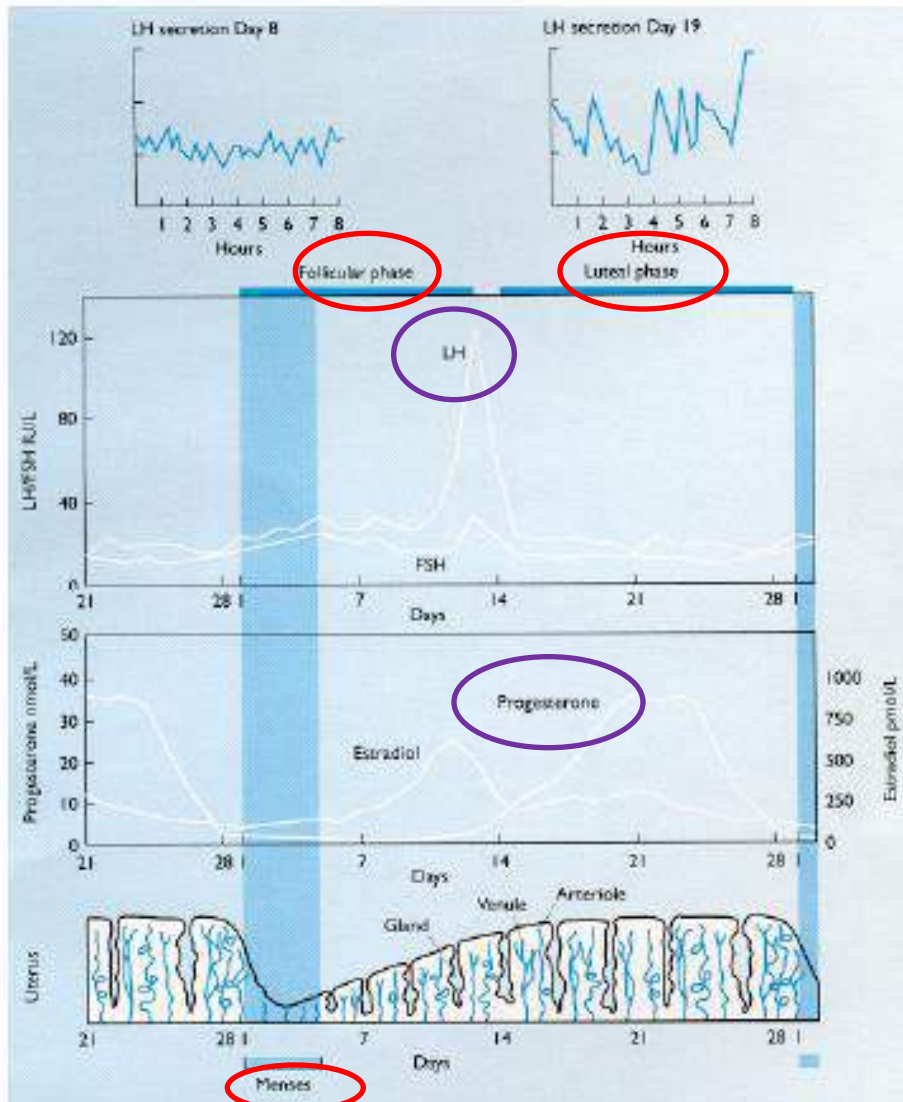 LH secretion Day 8
LH secretion Day 19
1 2 3 4 5 6 7 8
Hours
1 2 3 4 5 6 7 8
Hours
Follicular phase
Luteal phase
LH/FSH IU/L
120
80
40
0
LH
FSH
21 28 1 7 14 21 28 1
Days
Progesterone nmol/L
50
40
30
20
10
0
Progesterone
Estradiol
1000
750
500
250
0
Estradiol pmol/L
21 28 1 7 14 21 28 1
Days
Uterus
Gland
Venule
Arteriole
21 28 1 7 14 21 28 1
Days
Menses